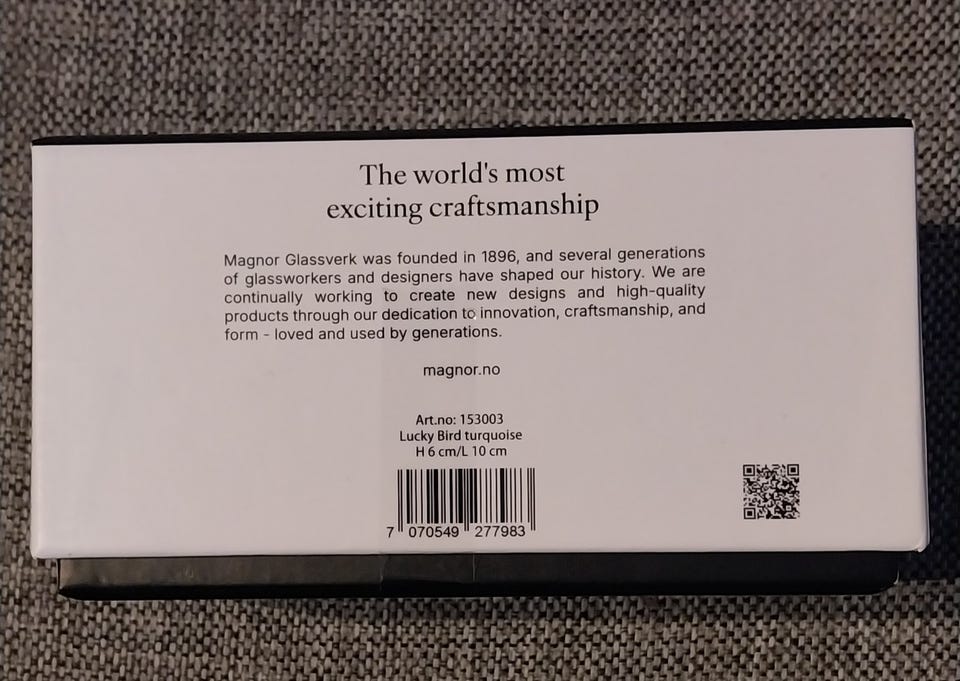 The world's most
exciting craftsmanship
Magnor Glassverk was founded in 1896, and several generations
of glassworkers and designers have shaped our history. We are
continually working to create new designs and high-quality
products through our dedication to innovation, craftsmanship, and
form - loved and used by generations.
magnor.no
Art.no: 153003
Lucky Bird turquoise
H 6 cm/L 10 cm
7 070549 277983